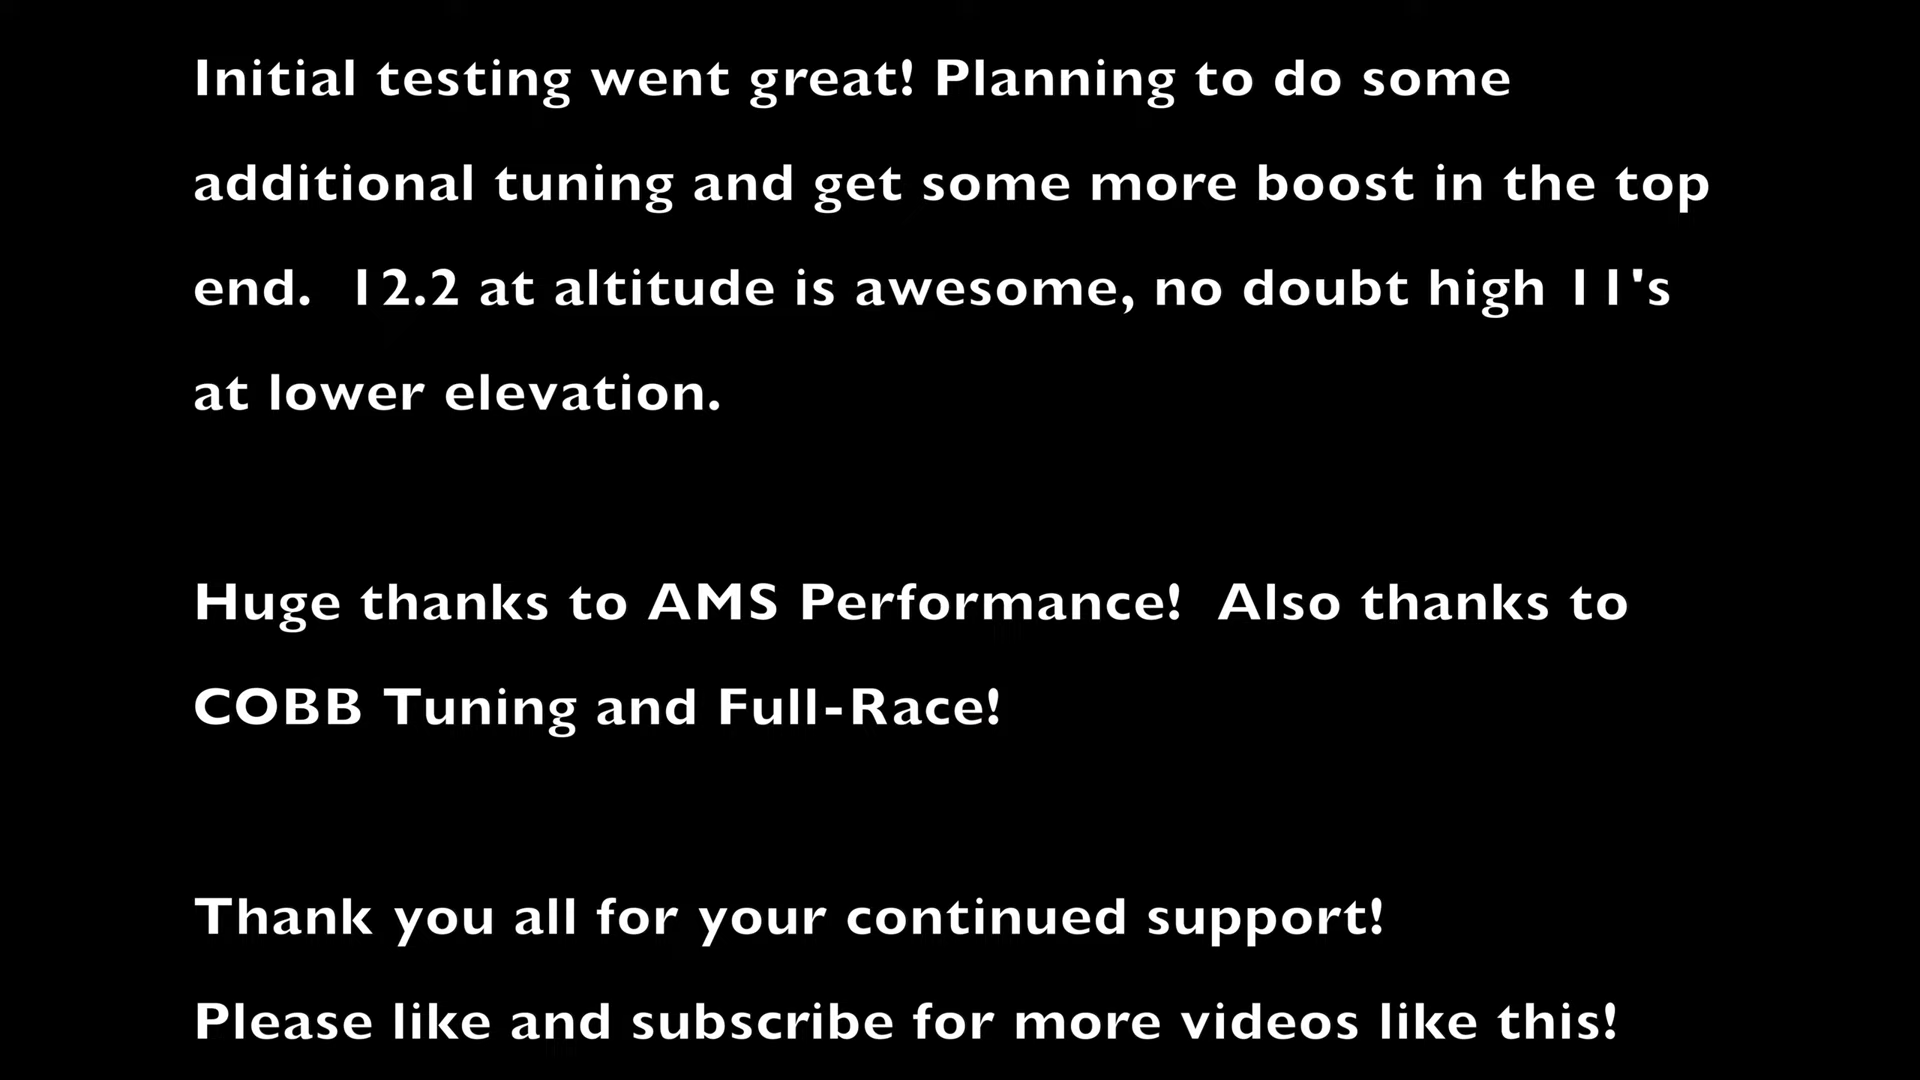 Initial testing went great! Planning to do some
additional tuning and get some more boost in the top
end.  12.2 at altitude is awesome, no doubt high 11's
at lower elevation.
Huge thanks to AMS Performance!  Also thanks to
COBB Tuning and Full-Race!
Thank you all for your continued support!
Please like and subscribe for more videos like this!